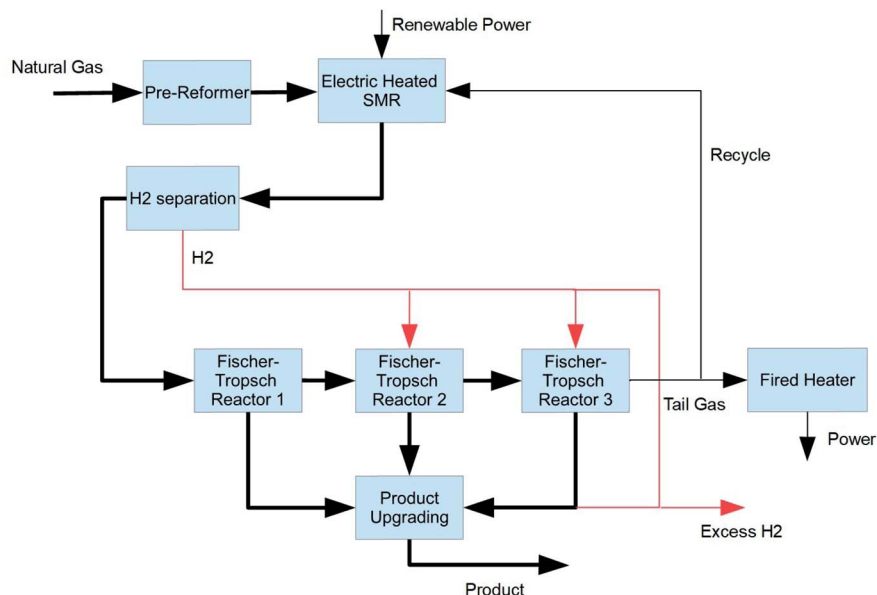 Renewable Power
Natural Gas
Pre-Reformer
Electric Heated
SMR
Recycle
H2 separation
H2
Fischer-
Tropsch
Reactor 1
Fischer-
Tropsch
Reactor 2
Fischer-
Tropsch
Reactor 3
Fired Heater
Tail Gas
Power
Product
Upgrading
Excess H2
Product